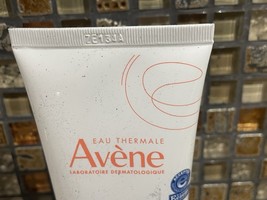 EAU THERMALE
Avène
LABORATOIRE DERMATOLOGIQUE